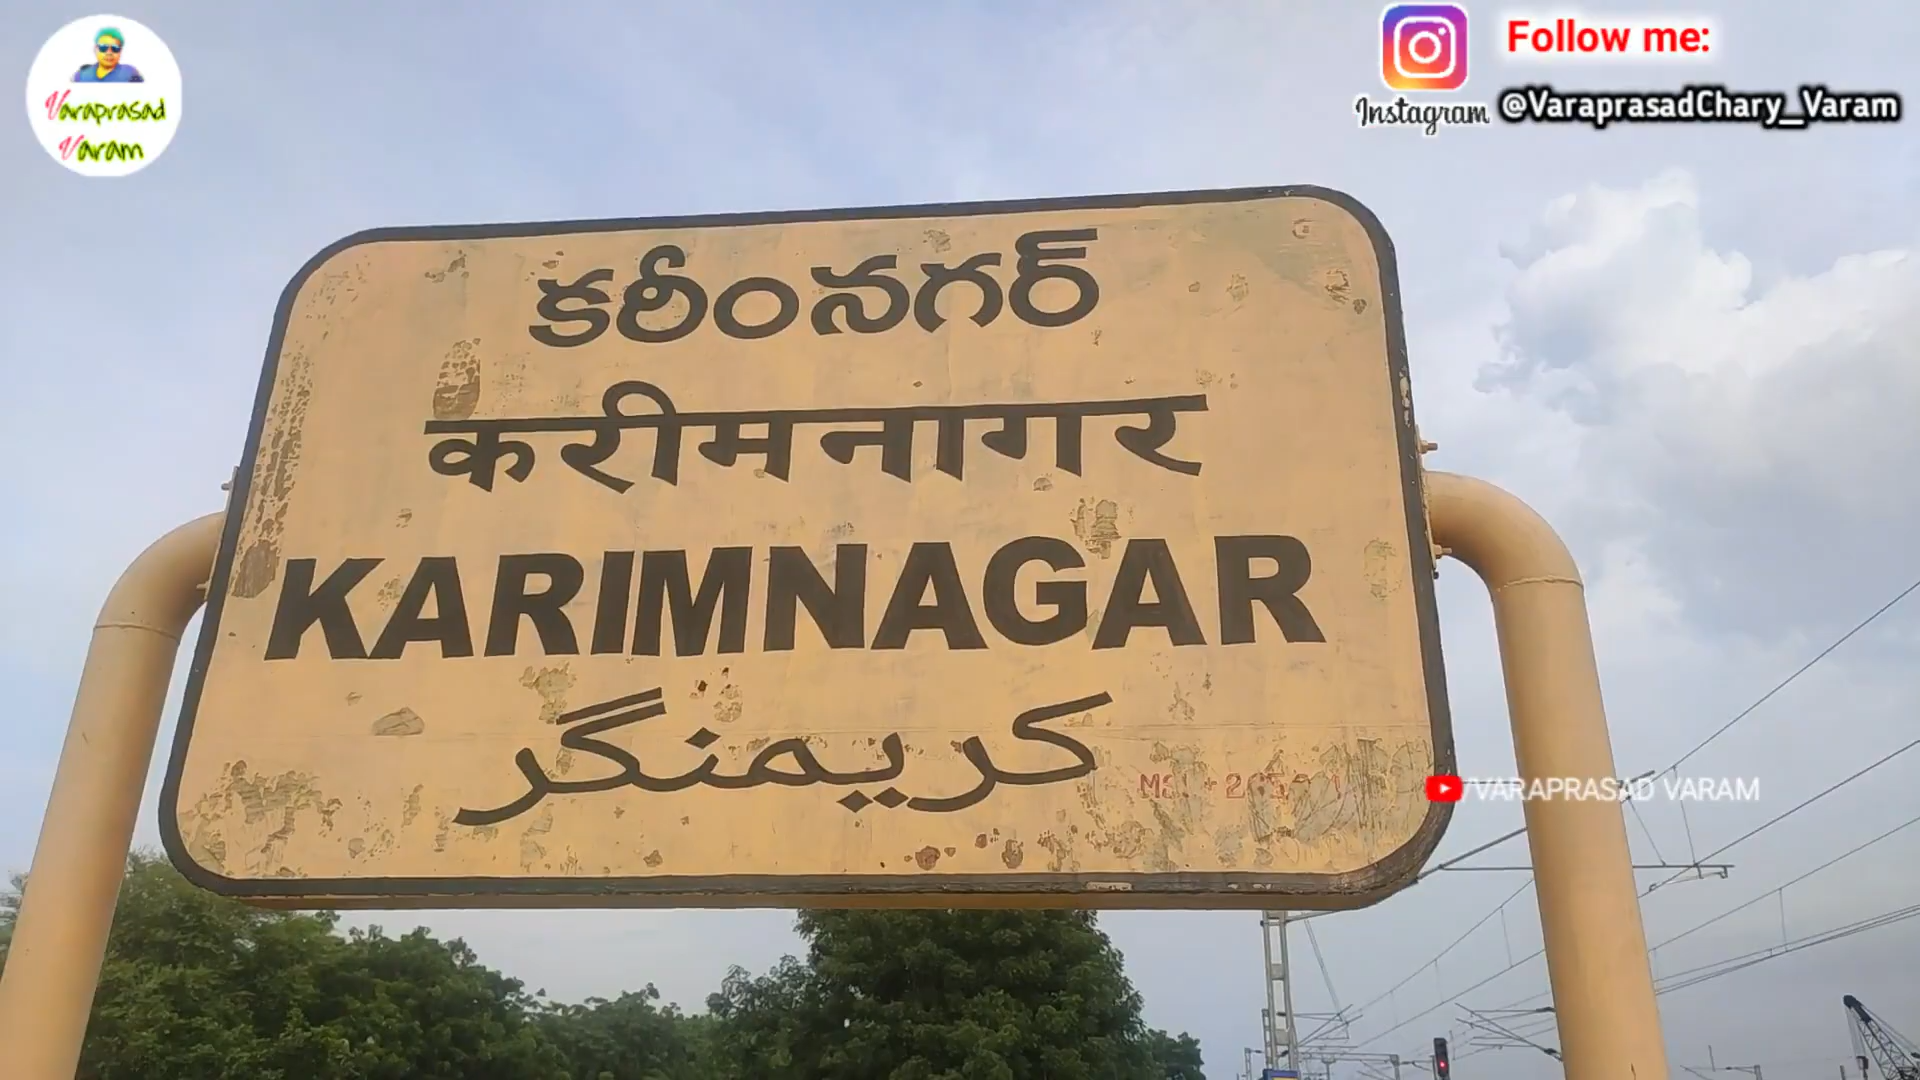 Varaprasad
Varam
Follow me:
Instagram @VaraprasadChary_Varam
కరీంనగర్
करीमनागर
KARIMNAGAR
کریمنگر
/VARAPRASAD VARAM